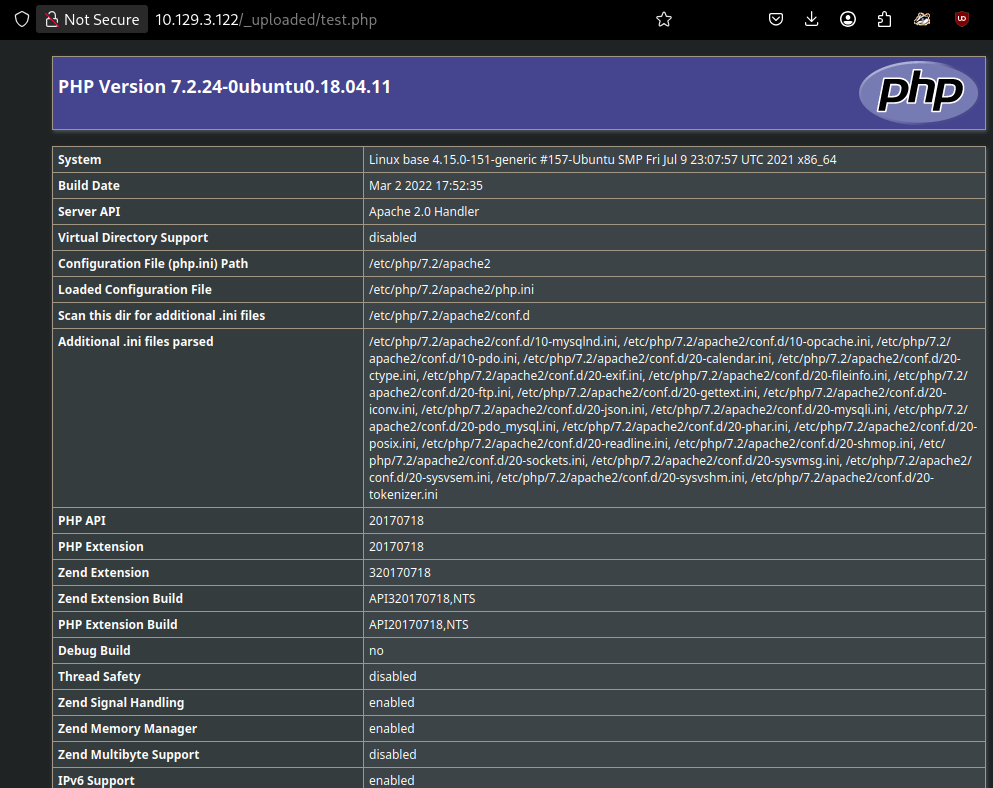 Not Secure 10.129.3.122/_uploaded/test.php
PHP Version 7.2.24-0ubuntu0.18.04.11
php
System Linux base 4.15.0-151-generic #157-Ubuntu SMP Fri Jul 9 23:07:57 UTC 2021 x86_64
Build Date Mar 2 2022 17:52:35
Server API Apache 2.0 Handler
Virtual Directory Support disabled
Configuration File (php.ini) Path /etc/php/7.2/apache2
Loaded Configuration File /etc/php/7.2/apache2/php.ini
Scan this dir for additional .ini files /etc/php/7.2/apache2/conf.d
Additional .ini files parsed /etc/php/7.2/apache2/conf.d/10-mysqlnd.ini, /etc/php/7.2/apache2/conf.d/10-opcache.ini, /etc/php/7.2/
apache2/conf.d/10-pdo.ini, /etc/php/7.2/apache2/conf.d/20-calendar.ini, /etc/php/7.2/apache2/conf.d/20-
ctype.ini, /etc/php/7.2/apache2/conf.d/20-exif.ini, /etc/php/7.2/apache2/conf.d/20-fileinfo.ini, /etc/php/7.2/
apache2/conf.d/20-ftp.ini, /etc/php/7.2/apache2/conf.d/20-gettext.ini, /etc/php/7.2/apache2/conf.d/20-
iconv.ini, /etc/php/7.2/apache2/conf.d/20-json.ini, /etc/php/7.2/apache2/conf.d/20-mysqli.ini, /etc/php/7.2/
apache2/conf.d/20-pdo_mysql.ini, /etc/php/7.2/apache2/conf.d/20-phar.ini, /etc/php/7.2/apache2/conf.d/20-
posix.ini, /etc/php/7.2/apache2/conf.d/20-readline.ini, /etc/php/7.2/apache2/conf.d/20-shmop.ini, /etc/
php/7.2/apache2/conf.d/20-sockets.ini, /etc/php/7.2/apache2/conf.d/20-sysvmsg.ini, /etc/php/7.2/apache2/
conf.d/20-sysvsem.ini, /etc/php/7.2/apache2/conf.d/20-sysvshm.ini, /etc/php/7.2/apache2/conf.d/20-
tokenizer.ini
PHP API 20170718
PHP Extension 20170718
Zend Extension 320170718
Zend Extension Build API320170718,NTS
PHP Extension Build API20170718,NTS
Debug Build no
Thread Safety disabled
Zend Signal Handling enabled
Zend Memory Manager enabled
Zend Multibyte Support disabled
IPv6 Support enabled